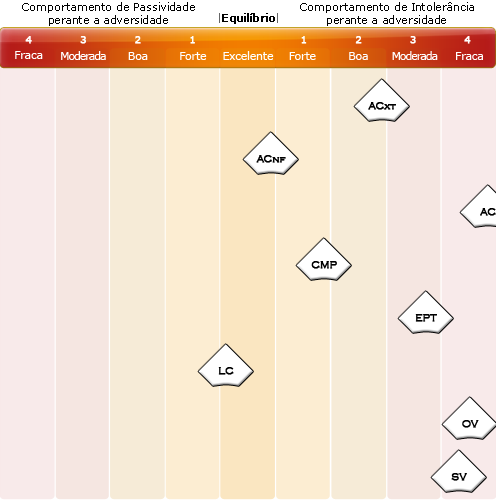 Comportamento de Passividade
perante a adversidade
|Equilíbrio|
Comportamento de Intolerância
perante a adversidade
4 3 2 1 1 2 3 4
Fraca Moderada Boa Forte Excelente Forte Boa Moderada Fraca
ACXT
ACNF
AC
CMP
EPT
LC
OV
SV